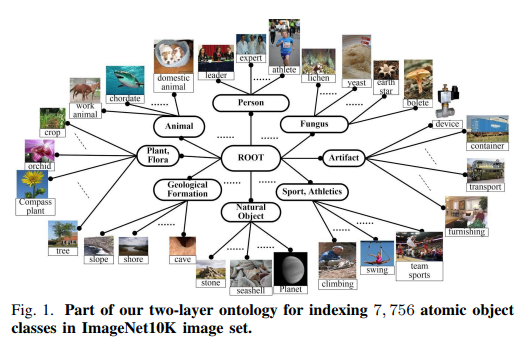 domestic
animal
leader
expert
athlete
lichen
yeast
earth
star
bolete
chordate
work
animal
crop
orchid
Compass
plant
tree
slope
shore
cave
stone
seashell
Planet
climbing
swing
team
sports
furnishing
transport
container
device
Person
Fungus
Animal
Plant,
Flora
ROOT
Artifact
Geological
Formation
Natural
Object
Sport, Athletics
......
......
......
......
......
......
......
......
......
......
Fig. 1. Part of our two-layer ontology for indexing 7, 756 atomic object
classes in ImageNet10K image set.